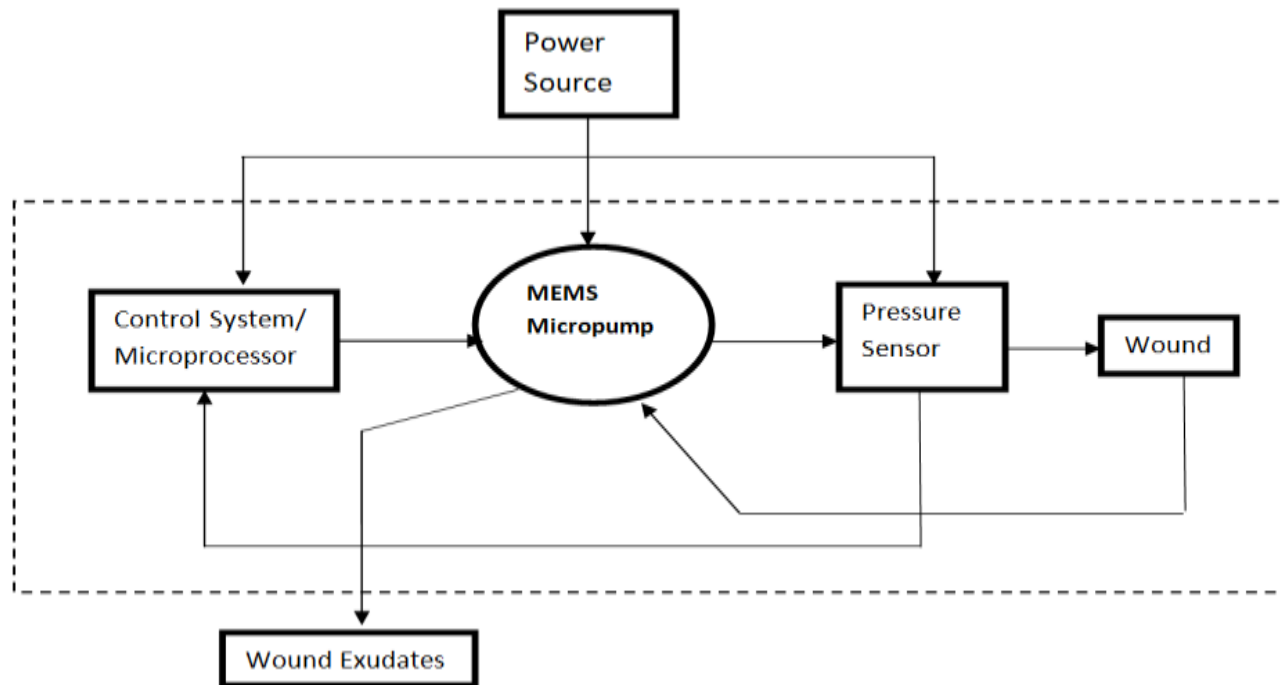 Power
Source
Control System/
Microprocessor
MEMS
Micropump
Pressure
Sensor
Wound
Wound Exudates